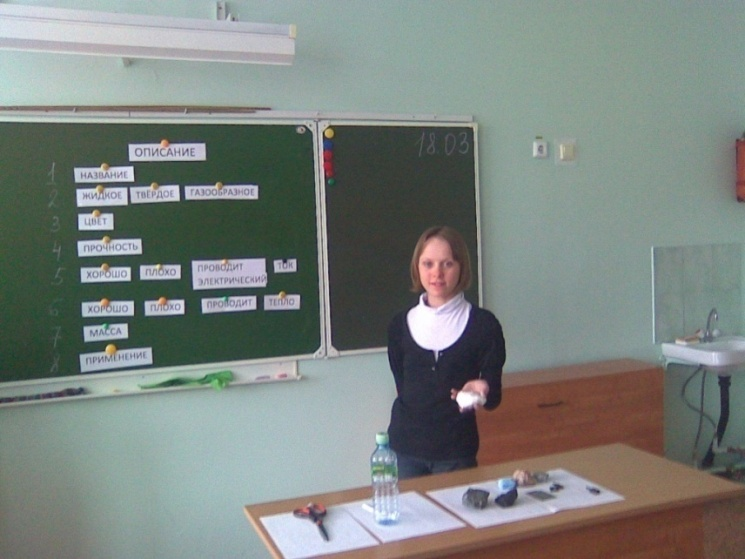 ОПИСАНИЕ
1 НАЗВАНИЕ
2 ЖИДКОЕ ТВЁРДОЕ ГАЗООБРАЗНОЕ
3 ЦВЕТ
4 ПРОЧНОСТЬ
5 ХОРОШО ПЛОХО ПРОВОДИТ ЭЛЕКТРИЧЕСКИЙ ТОК
6 ХОРОШО ПЛОХО ПРОВОДИТ ТЕПЛО
7 МАССА
8 ПРИМЕНЕНИЕ
18.03